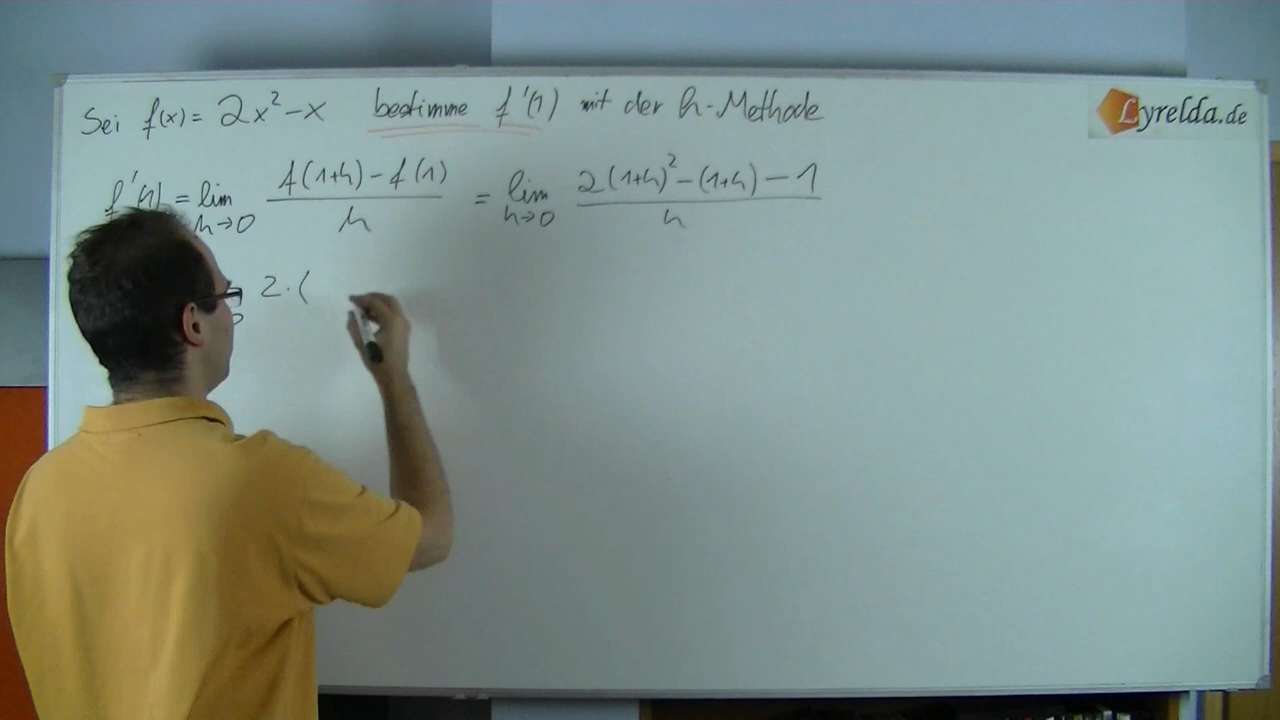 Sei f(x) = 2x² - x bestimme f'(1) mit der h-Methode
Lyrelda.de
f'(1) = lim h→0 f(1+h) - f(1) / h = lim h→0 2(1+h)² - (1+h) - 1 / h
2·(